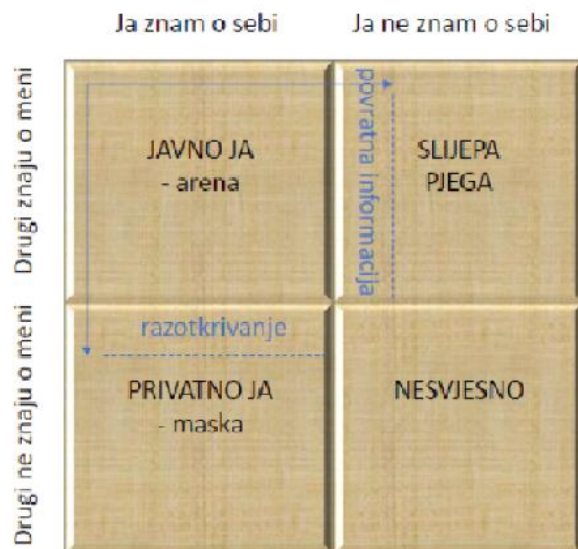 Ja znam o sebi
Ja ne znam o sebi
Drugi znaju o meni
JAVNO JA
- arena
povratna informacija
SLIJEPA
PJEGA
Drugi ne znaju o meni
razotkrivanje
PRIVATNO JA
- maska
NESVJESNO